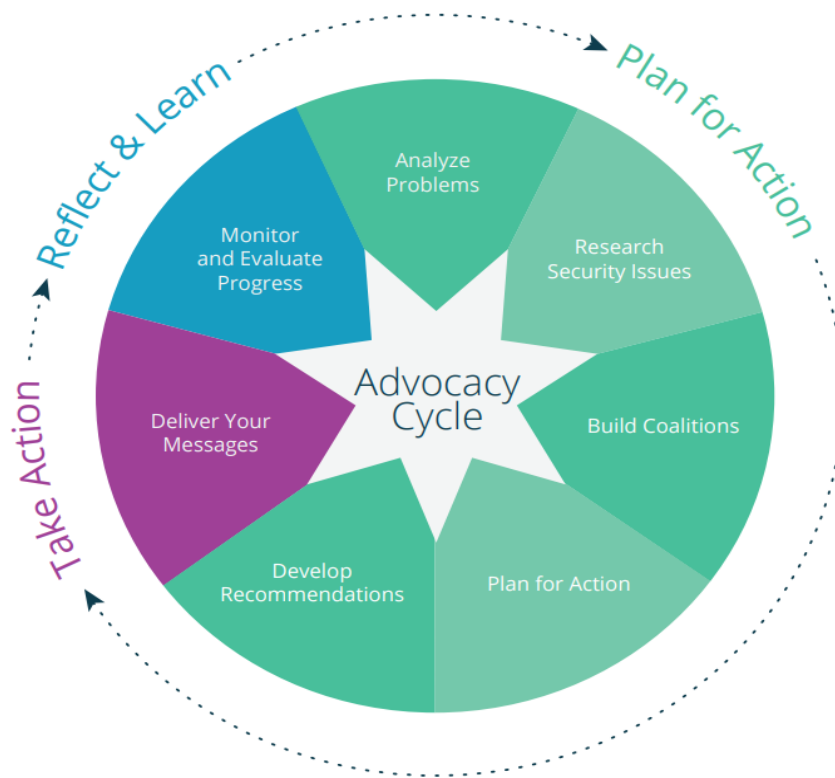 Reflect & Learn
Plan for Action
Take Action
Analyze
Problems
Research
Security Issues
Build Coalitions
Plan for Action
Develop
Recommendations
Deliver Your
Messages
Monitor
and Evaluate
Progress
Advocacy
Cycle